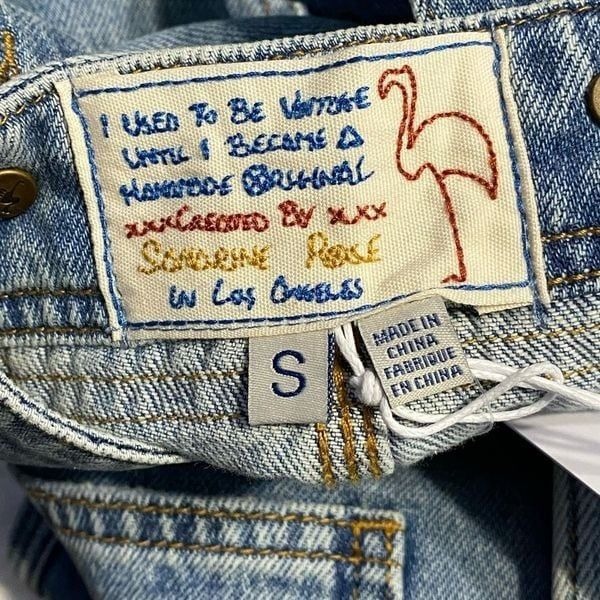 I USED TO BE VINTAGE
UNTIL I BECAME A
HANDMADE ORIGINAL
xxxCREATED BY xxx
SANDRINE ROSE
IN LOS ANGELES
S
MADE IN
CHINA
FABRIQUE
EN CHINA